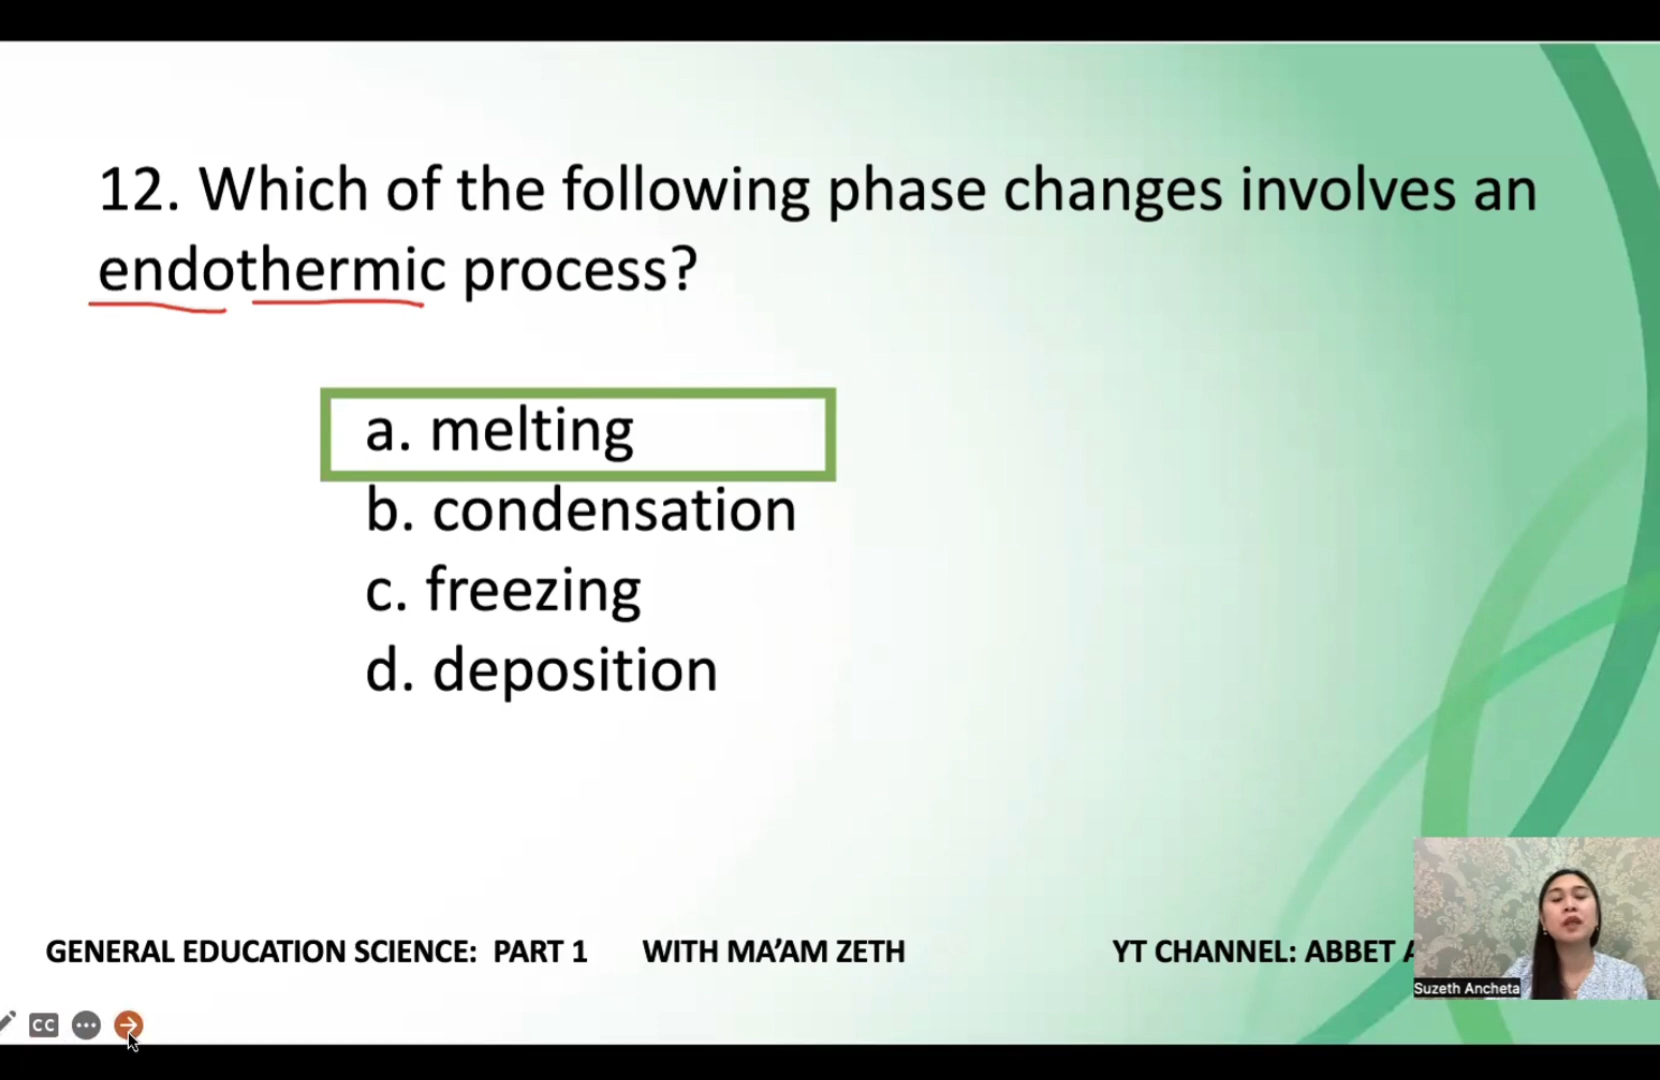 12. Which of the following phase changes involves an
endothermic process?
a. melting
b. condensation
c. freezing
d. deposition
GENERAL EDUCATION SCIENCE: PART 1 WITH MA’AM ZETH YT CHANNEL: ABBET
Suzeth Ancheta
CC